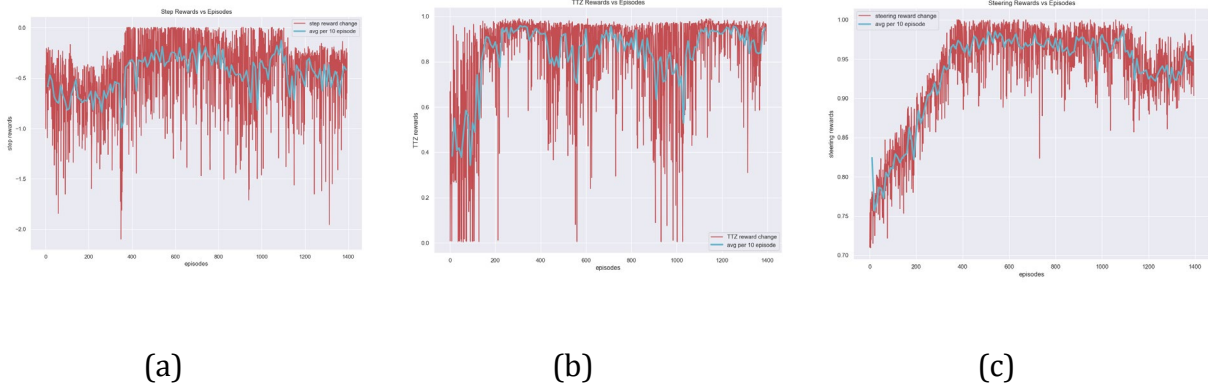 Step Rewards vs Episodes
step reward change
avg per 10 episode
step rewards
0.0
−0.5
−1.0
−1.5
−2.0
0 200 400 600 800 1000 1200 1400
episodes
(a)
TTZ Rewards vs Episodes
TTZ reward change
avg per 10 episode
TTZ rewards
1.0
0.8
0.6
0.4
0.2
0.0
0 200 400 600 800 1000 1200 1400
episodes
(b)
Steering Rewards vs Episodes
steering reward change
avg per 10 episode
steering rewards
1.00
0.95
0.90
0.85
0.80
0.75
0.70
0 200 400 600 800 1000 1200 1400
episodes
(c)